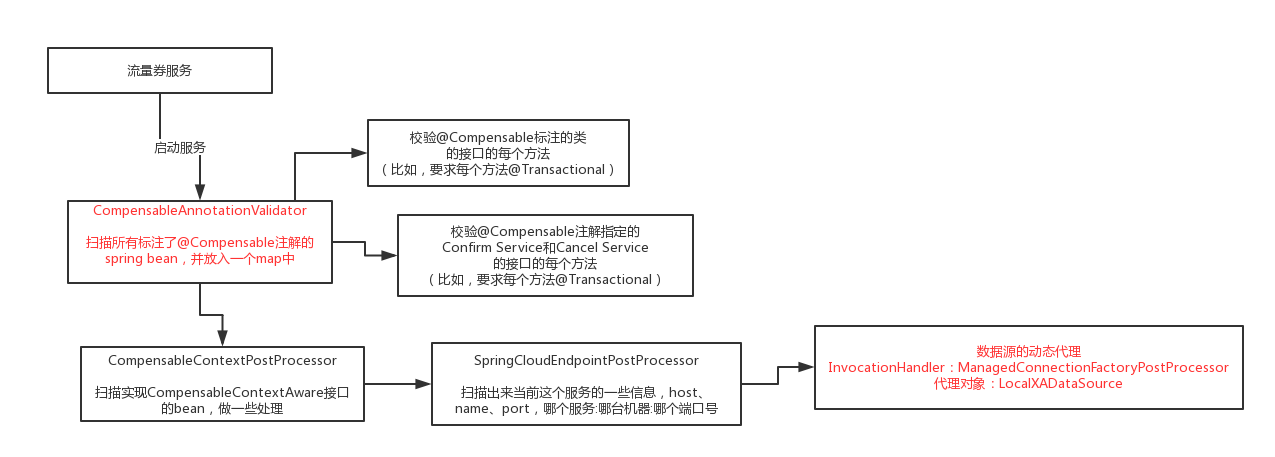 流量券服务
启动服务
校验@Compensable标注的类
的接口的每个方法
（比如，要求每个方法@Transactional）
CompensableAnnotationValidator
扫描所有标注了@Compensable注解的
spring bean，并放入一个map中
校验@Compensable注解指定的
Confirm Service和Cancel Service
的接口的每个方法
（比如，要求每个方法@Transactional）
CompensableContextPostProcessor
扫描实现CompensableContextAware接口
的bean，做一些处理
SpringCloudEndpointPostProcessor
扫描出来当前这个服务的一些信息，host、
name、port，哪个服务:哪台机器:哪个端口号
数据源的动态代理
InvocationHandler：ManagedConnectionFactoryPostProcessor
代理对象：LocalXADataSource